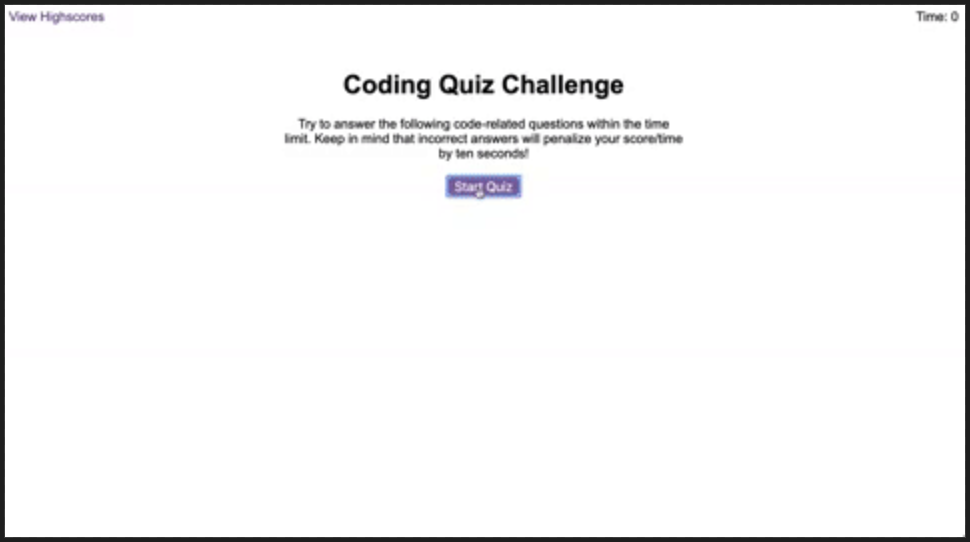 View Highscores
Time: 0
Coding Quiz Challenge
Try to answer the following code-related questions within the time
limit. Keep in mind that incorrect answers will penalize your score/time
by ten seconds!
Start Quiz